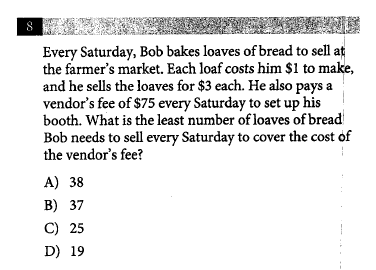 8
Every Saturday, Bob bakes loaves of bread to sell at
the farmer's market. Each loaf costs him $1 to make,
and he sells the loaves for $3 each. He also pays a
vendor's fee of $75 every Saturday to set up his
booth. What is the least number of loaves of bread
Bob needs to sell every Saturday to cover the cost of
the vendor's fee?
A) 38
B) 37
C) 25
D) 19